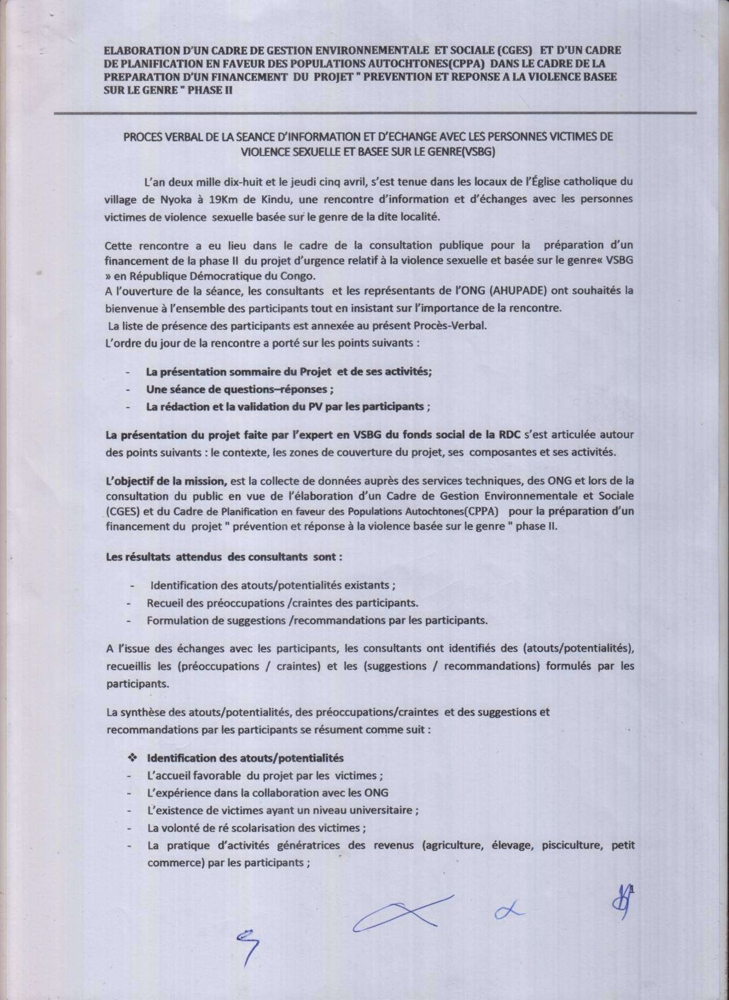 ELABORATION D'UN CADRE DE GESTION ENVIRONNEMENTALE ET SOCIALE (CGES) ET D'UN CADRE
DE PLANIFICATION EN FAVEUR DES POPULATIONS AUTOCHTONES(CPPA) DANS LE CADRE DE LA
PREPARATION D'UN FINANCEMENT DU PROJET " PREVENTION ET REPONSE A LA VIOLENCE BASEE
SUR LE GENRE " PHASE II
PROCES VERBAL DE LA SEANCE D'INFORMATION ET D'ECHANGE AVEC LES PERSONNES VICTIMES DE
VIOLENCE SEXUELLE ET BASEE SUR LE GENRE(VSBG)
L'an deux mille dix-huit et le jeudi cinq avril, s'est tenue dans les locaux de l'Église catholique du
village de Nyoka à 19Km de Kindu, une rencontre d'information et d'échanges avec les personnes
victimes de violence sexuelle basée sur le genre de la dite localité.
Cette rencontre a eu lieu dans le cadre de la consultation publique pour la préparation d'un
financement de la phase II du projet d'urgence relatif à la violence sexuelle et basée sur le genre« VSBG
» en République Démocratique du Congo.
A l'ouverture de la séance, les consultants et les représentants de l'ONG (AHUPADE) ont souhaités la
bienvenue à l'ensemble des participants tout en insistant sur l'importance de la rencontre.
La liste de présence des participants est annexée au présent Procès-Verbal.
L'ordre du jour de la rencontre a porté sur les points suivants :
- La présentation sommaire du Projet et de ses activités;
- Une séance de questions–réponses ;
- La rédaction et la validation du PV par les participants ;
La présentation du projet faite par l'expert en VSBG du fonds social de la RDC s'est articulée autour
des points suivants : le contexte, les zones de couverture du projet, ses composantes et ses activités.
L'objectif de la mission, est la collecte de données auprès des services techniques, des ONG et lors de la
consultation du public en vue de l'élaboration d'un Cadre de Gestion Environnementale et Sociale
(CGES) et du Cadre de Planification en faveur des Populations Autochtones(CPPA) pour la préparation d'un
financement du projet " prévention et réponse à la violence basée sur le genre " phase II.
Les résultats attendus des consultants sont :
- Identification des atouts/potentialités existants ;
- Recueil des préoccupations /craintes des participants.
- Formulation de suggestions /recommandations par les participants.
A l'issue des échanges avec les participants, les consultants ont identifiés des (atouts/potentialités),
recueillis les (préoccupations / craintes) et les (suggestions / recommandations) formulés par les
participants.
La synthèse des atouts/potentialités, des préoccupations/craintes et des suggestions et
recommandations par les participants se résument comme suit :
❖ Identification des atouts/potentialités
- L'accueil favorable du projet par les victimes ;
- L'expérience dans la collaboration avec les ONG
- L'existence de victimes ayant un niveau universitaire ;
- La volonté de ré scolarisation des victimes ;
- La pratique d'activités génératrices des revenus (agriculture, élevage, pisciculture, petit
commerce) par les participants ;
1